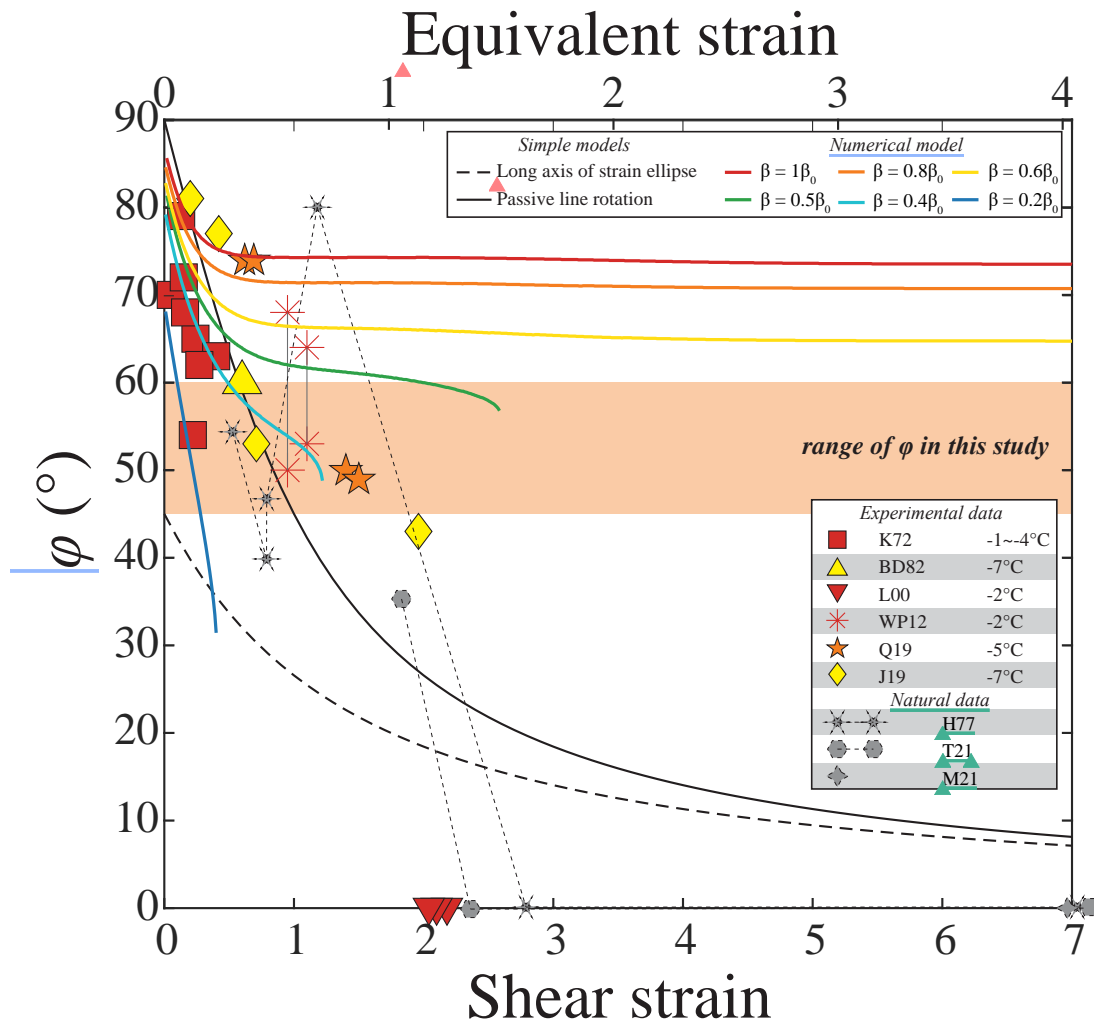 Equivalent strain
0 1 2 3 4
90
80
70
60
50
40
30
20
10
0
φ (°)
Simple models
Long axis of strain ellipse
Passive line rotation
Numerical model
β = 1β0 β = 0.8β0 β = 0.6β0
β = 0.5β0 β = 0.4β0 β = 0.2β0
range of φ in this study
Experimental data
K72 -1~-4°C
BD82 -7°C
L00 -2°C
WP12 -2°C
Q19 -5°C
J19 -7°C
Natural data
H77
T21
M21
0 1 2 3 4 5 6 7
Shear strain